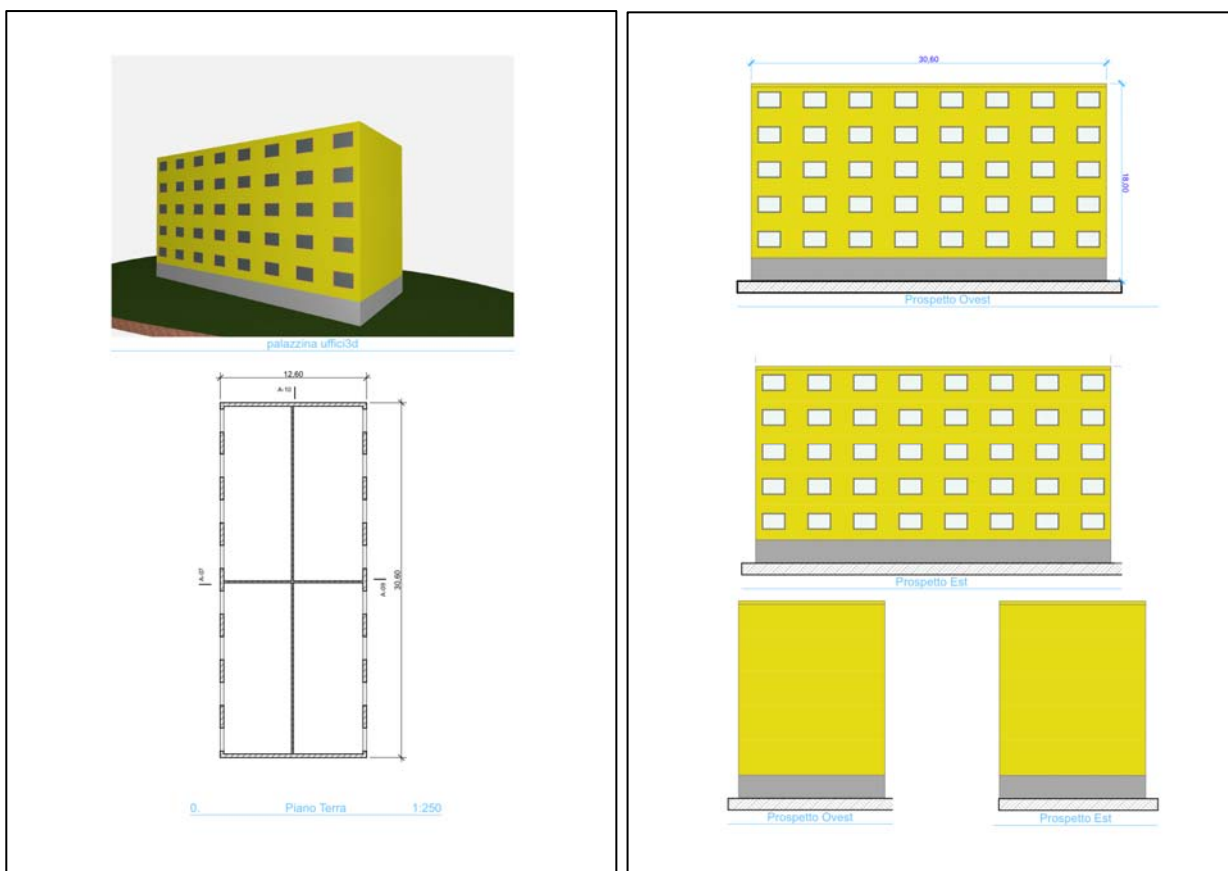 palazzina uffici3d
12,60
A-10
A-07
A-09
30,60
0. Piano Terra 1:250
30,60
18,00
Prospetto Ovest
Prospetto Est
Prospetto Ovest
Prospetto Est